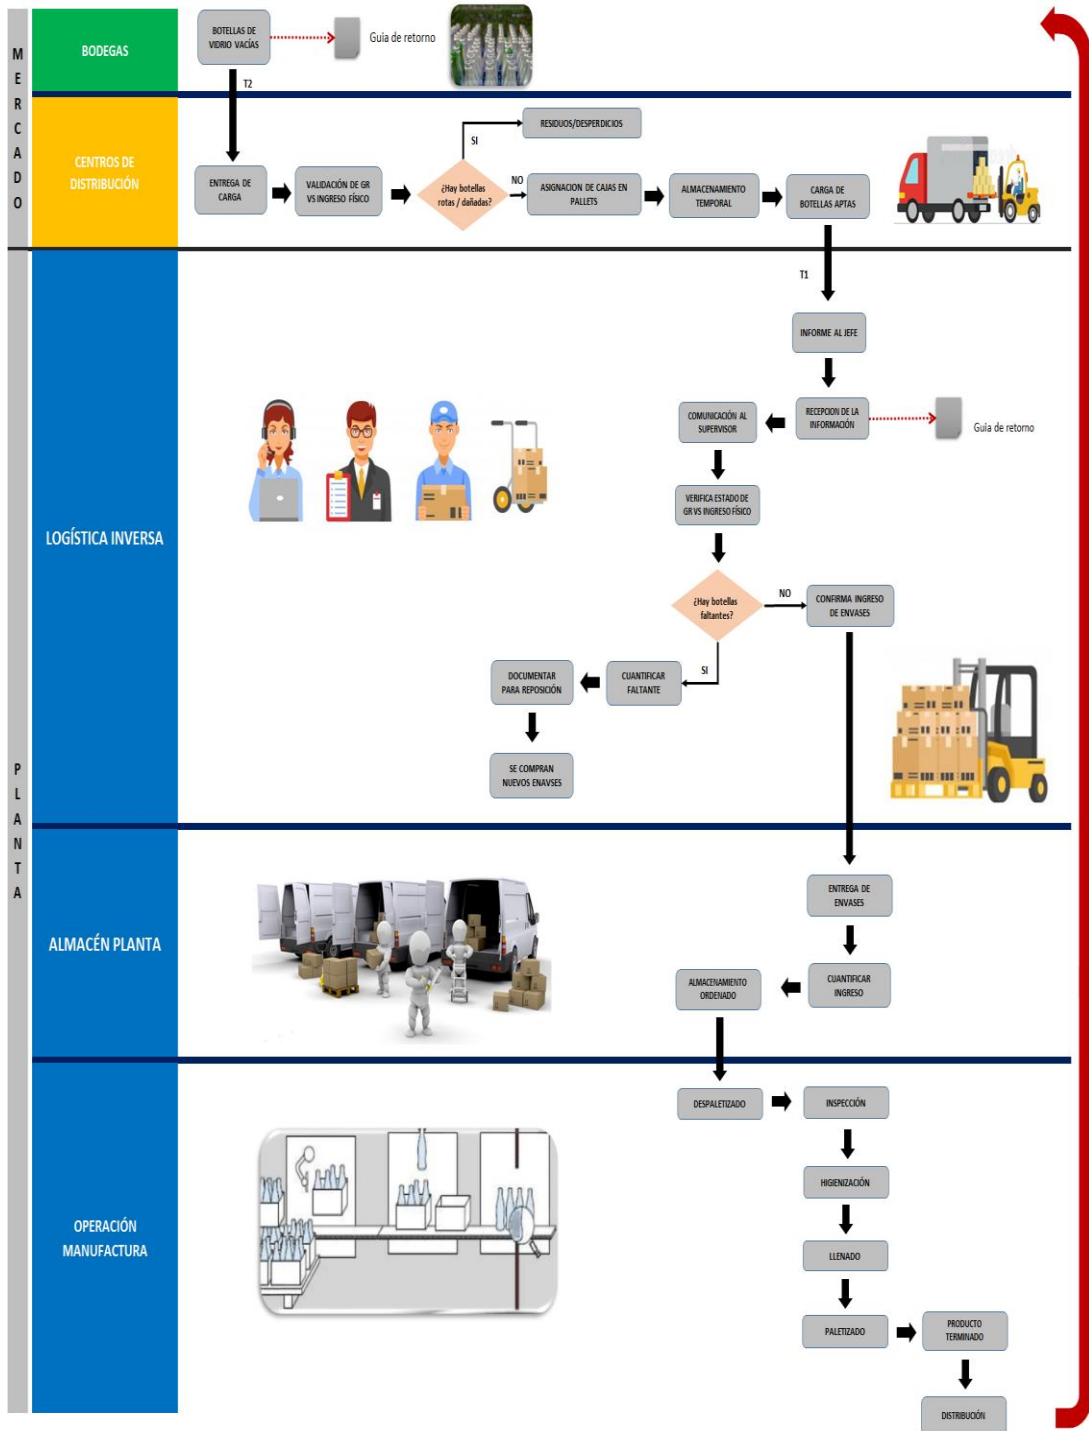 MERCADO
BODEGAS
BOTELLAS DE
VIDRIO VACÍAS
Guia de retorno
T2
CENTROS DE
DISTRIBUCIÓN
RESIDUOS/DESPERDICIOS
SI
ENTREGA DE
CARGA
VALIDACIÓN DE GR
VS INGRESO FÍSICO
¿Hay botellas
rotas / dañadas?
NO
ASIGNACION DE CAJAS EN
PALLETS
ALMACENAMIENTO
TEMPORAL
CARGA DE
BOTELLAS APTAS
T1
PLANTA
LOGÍSTICA INVERSA
INFORME AL JEFE
RECEPCION DE LA
INFORMACIÓN
Guia de retorno
COMUNICACIÓN AL
SUPERVISOR
VERIFICA ESTADO DE
GR VS INGRESO FÍSICO
¿Hay botellas
faltantes?
NO
CONFIRMA INGRESO
DE ENVASES
SI
CUANTIFICAR
FALTANTE
DOCUMENTAR
PARA REPOSICIÓN
SE COMPRAN
NUEVOS ENAVSES
ALMACÉN PLANTA
ENTREGA DE
ENVASES
CUANTIFICAR
INGRESO
ALMACENAMIENTO
ORDENADO
OPERACIÓN
MANUFACTURA
DESPALETIZADO
INSPECCIÓN
HIGIENIZACIÓN
LLENADO
PALETIZADO
PRODUCTO
TERMINADO
DISTRIBUCIÓN